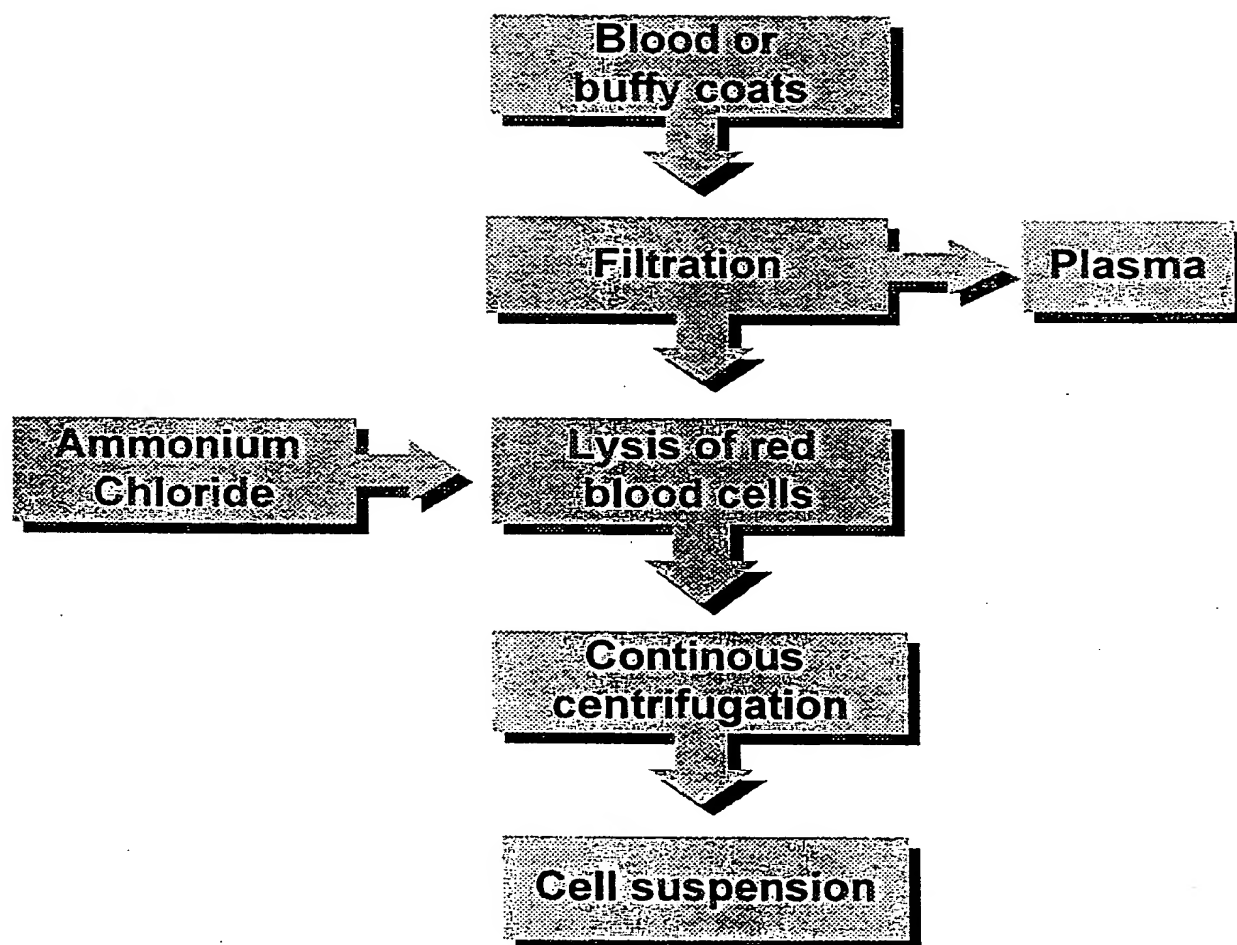 Blood or
buffy coats
Filtration
Plasma
Ammonium
Chloride
Lysis of red
blood cells
Continous
centrifugation
Cell suspension